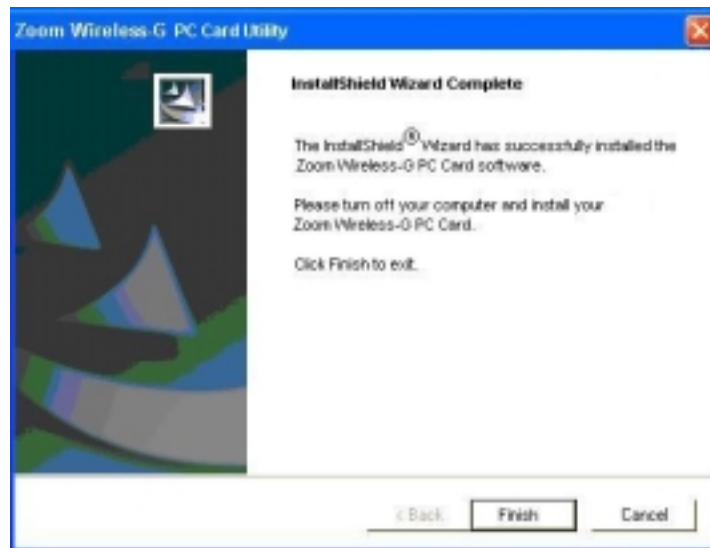 Zoom Wireless-G PC Card Utility
InstallShield Wizard Complete
The InstallShield® Wizard has successfully installed the
Zoom Wireless-G PC Card software.
Please turn off your computer and install your
Zoom Wireless-G PC Card.
Click Finish to exit.
< Back
Finish
Cancel